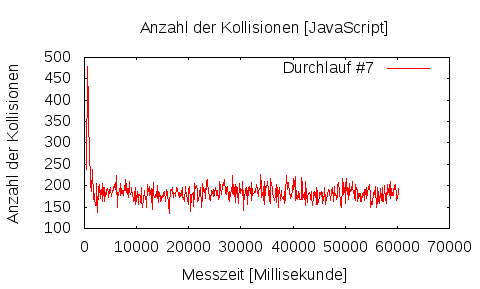 Anzahl der Kollisionen [JavaScript]
Durchlauf #7
Anzahl der Kollisionen
500
450
400
350
300
250
200
150
100
0 10000 20000 30000 40000 50000 60000 70000
Messzeit [Millisekunde]